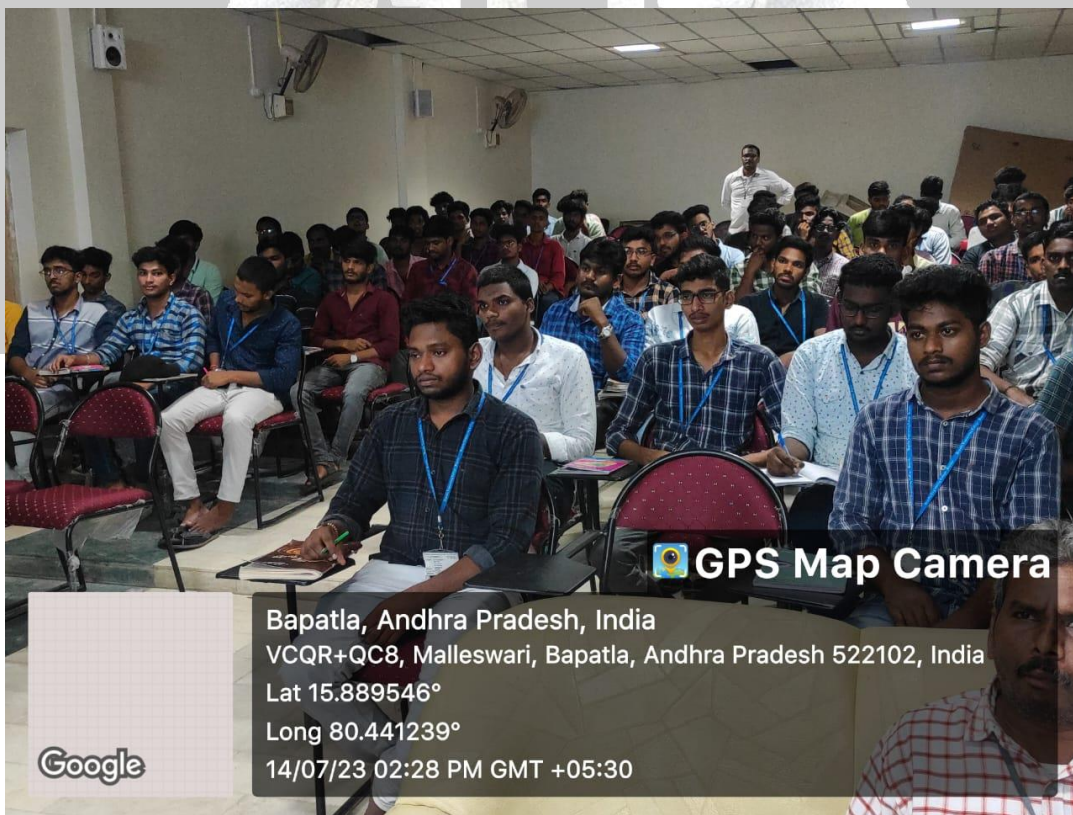 GPS Map Camera
Bapatla, Andhra Pradesh, India
VCQR+QC8, Malleswari, Bapatla, Andhra Pradesh 522102, India
Lat 15.889546°
Long 80.441239°
14/07/23 02:28 PM GMT +05:30
Google